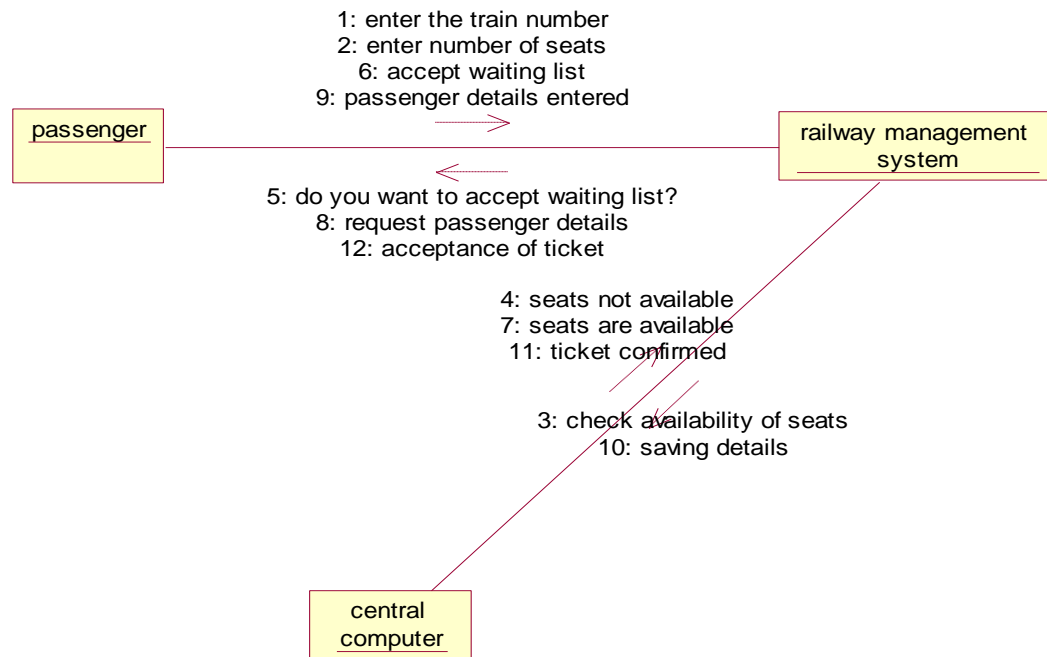 1: enter the train number
2: enter number of seats
6: accept waiting list
9: passenger details entered
passenger
railway management
system
5: do you want to accept waiting list?
8: request passenger details
12: acceptance of ticket
4: seats not available
7: seats are available
11: ticket confirmed
3: check availability of seats
10: saving details
central
computer